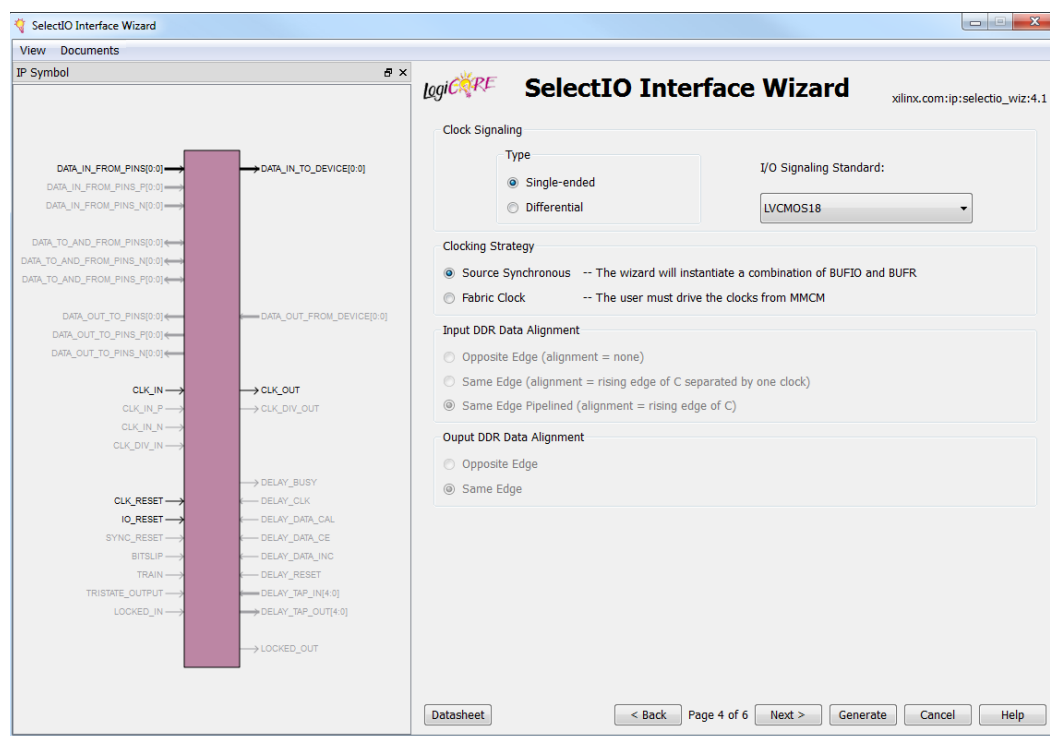 SelectIO Interface Wizard
View Documents
IP Symbol
DATA_IN_FROM_PINS[0:0]
DATA_IN_TO_DEVICE[0:0]
DATA_IN_FROM_PINS_P[0:0]
DATA_IN_FROM_PINS_N[0:0]
DATA_TO_AND_FROM_PINS[0:0]
DATA_TO_AND_FROM_PINS_N[0:0]
DATA_TO_AND_FROM_PINS_P[0:0]
DATA_OUT_TO_PINS[0:0]
DATA_OUT_FROM_DEVICE[0:0]
DATA_OUT_TO_PINS_P[0:0]
DATA_OUT_TO_PINS_N[0:0]
CLK_IN
CLK_OUT
CLK_IN_P
CLK_DIV_OUT
CLK_IN_N
CLK_DIV_IN
DELAY_BUSY
CLK_RESET
DELAY_CLK
IO_RESET
DELAY_DATA_CAL
SYNC_RESET
DELAY_DATA_CE
BITSLIP
DELAY_DATA_INC
TRAIN
DELAY_RESET
TRISTATE_OUTPUT
DELAY_TAP_IN[4:0]
LOCKED_IN
DELAY_TAP_OUT[4:0]
LOCKED_OUT
LogiCORE
SelectIO Interface Wizard
xilinx.com:ip:selectio_wiz:4.1
Clock Signaling
Type
Single-ended
Differential
I/O Signaling Standard:
LVCMOS18
Clocking Strategy
Source Synchronous -- The wizard will instantiate a combination of BUFIO and BUFR
Fabric Clock -- The user must drive the clocks from MMCM
Input DDR Data Alignment
Opposite Edge (alignment = none)
Same Edge (alignment = rising edge of C separated by one clock)
Same Edge Pipelined (alignment = rising edge of C)
Ouput DDR Data Alignment
Opposite Edge
Same Edge
Datasheet
< Back Page 4 of 6 Next > Generate Cancel Help